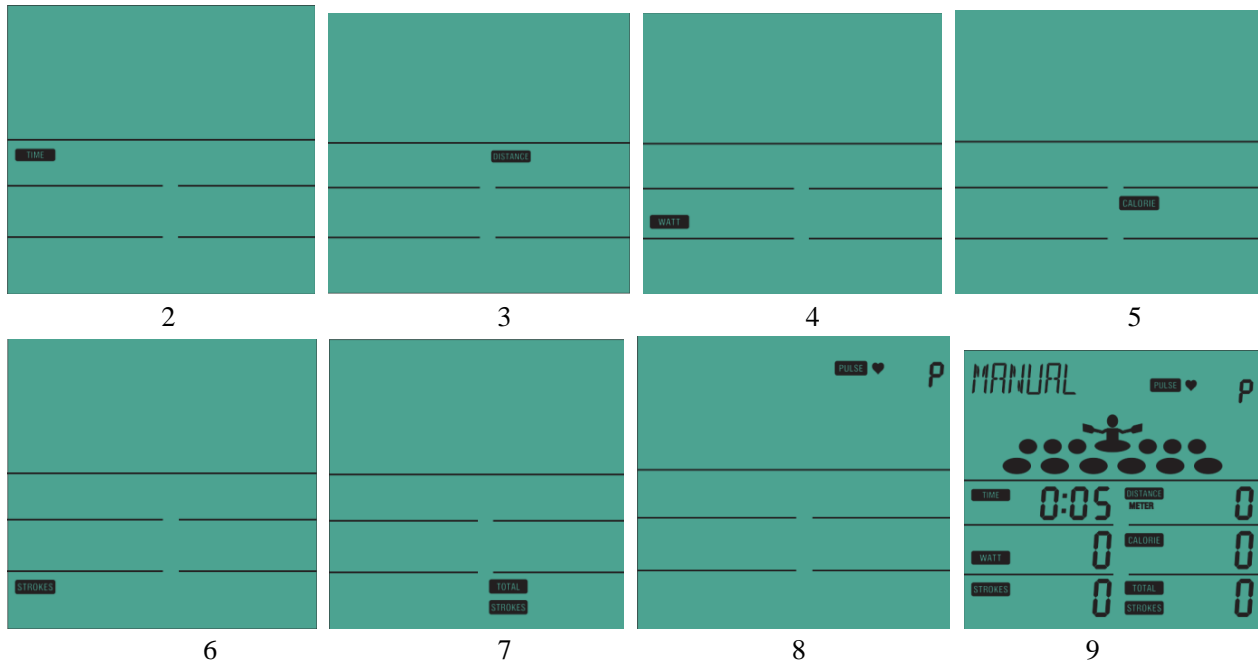 TIME
DISTANCE
WATT
CALORIE
2 3 4 5
STROKES
TOTAL
STROKES
PULSE P
MANUAL PULSE P
TIME 0:05 DISTANCE METER 0
WATT 0 CALORIE 0
STROKES 0 TOTAL STROKES 0
6 7 8 9